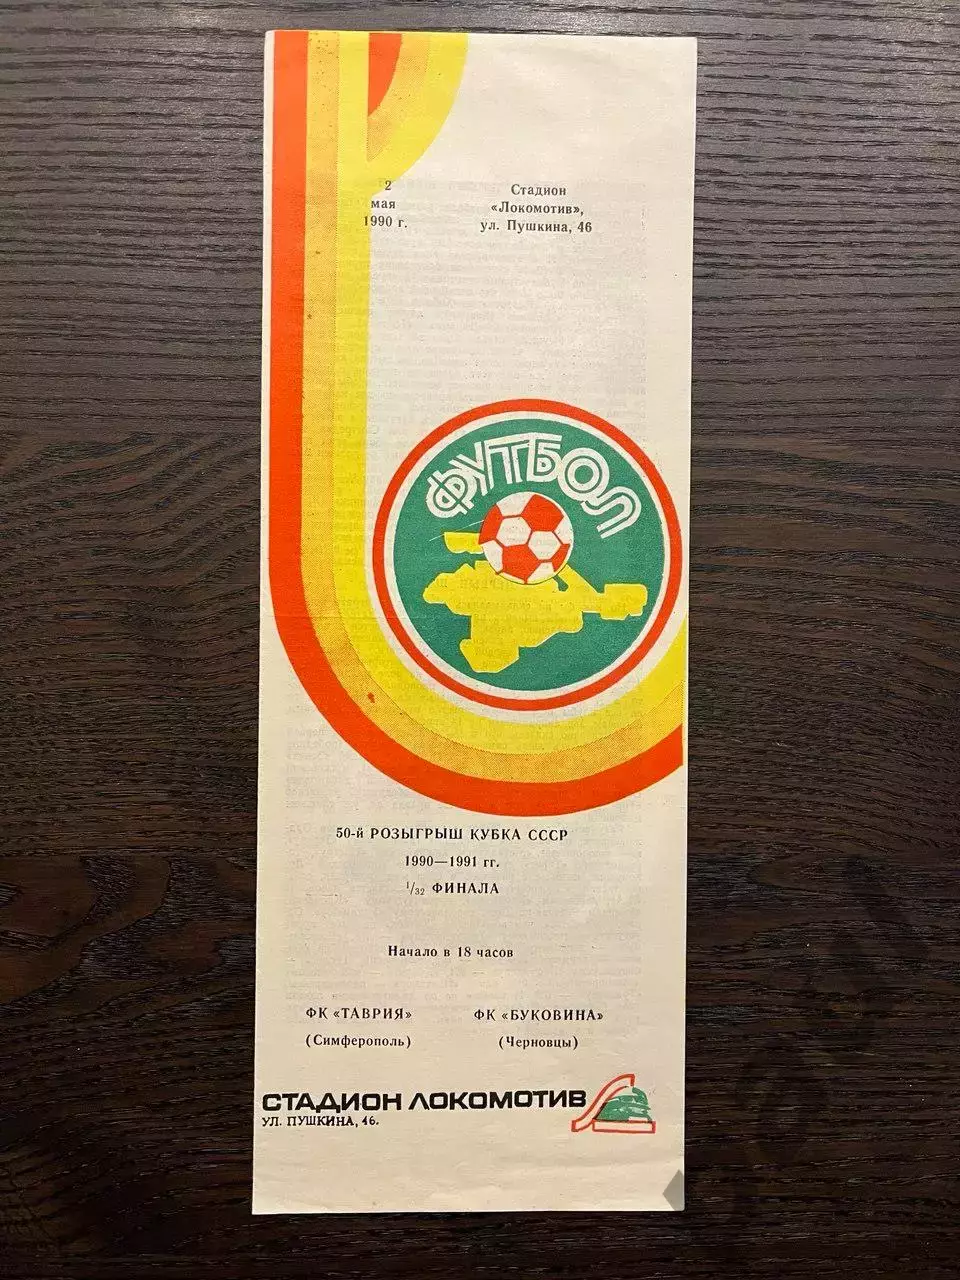 2
мая
1990 г.
Стадион
«Локомотив»,
ул. Пушкина, 46
ФУТБОЛ
50-й РОЗЫГРЫШ КУБКА СССР
1990—1991 гг.
1/32 ФИНАЛА
Начало в 18 часов
ФК «ТАВРИЯ»
(Симферополь)
ФК «БУКОВИНА»
(Черновцы)
СТАДИОН ЛОКОМОТИВ
УЛ. ПУШКИНА, 46.